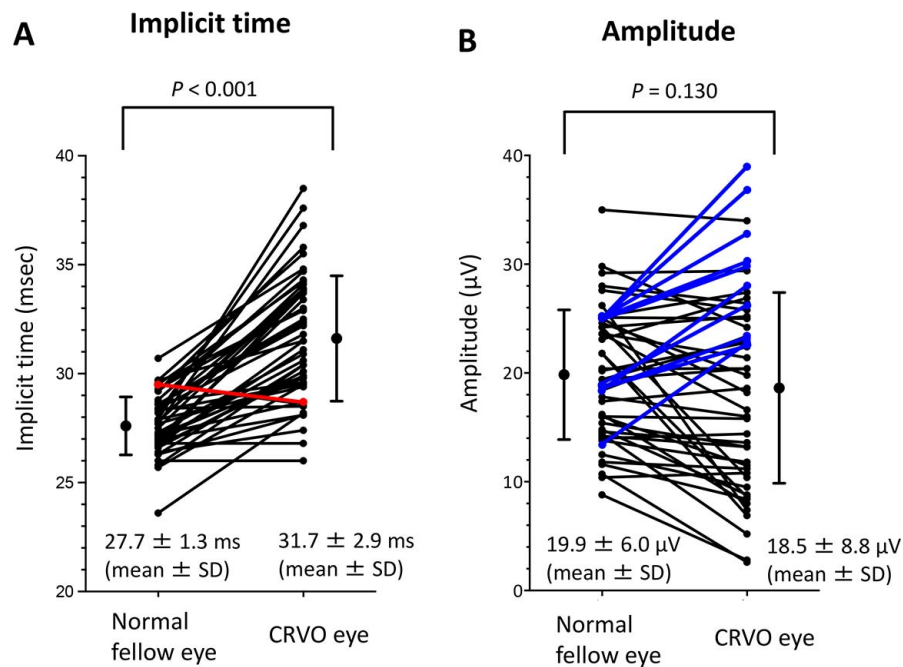 A
Implicit time
P < 0.001
Implicit time (msec)
40
35
30
25
20
27.7 ± 1.3 ms
(mean ± SD)
31.7 ± 2.9 ms
(mean ± SD)
Normal
fellow eye
CRVO eye
B
Amplitude
P = 0.130
Amplitude (µV)
40
30
20
10
0
19.9 ± 6.0 µV
(mean ± SD)
18.5 ± 8.8 µV
(mean ± SD)
Normal
fellow eye
CRVO eye